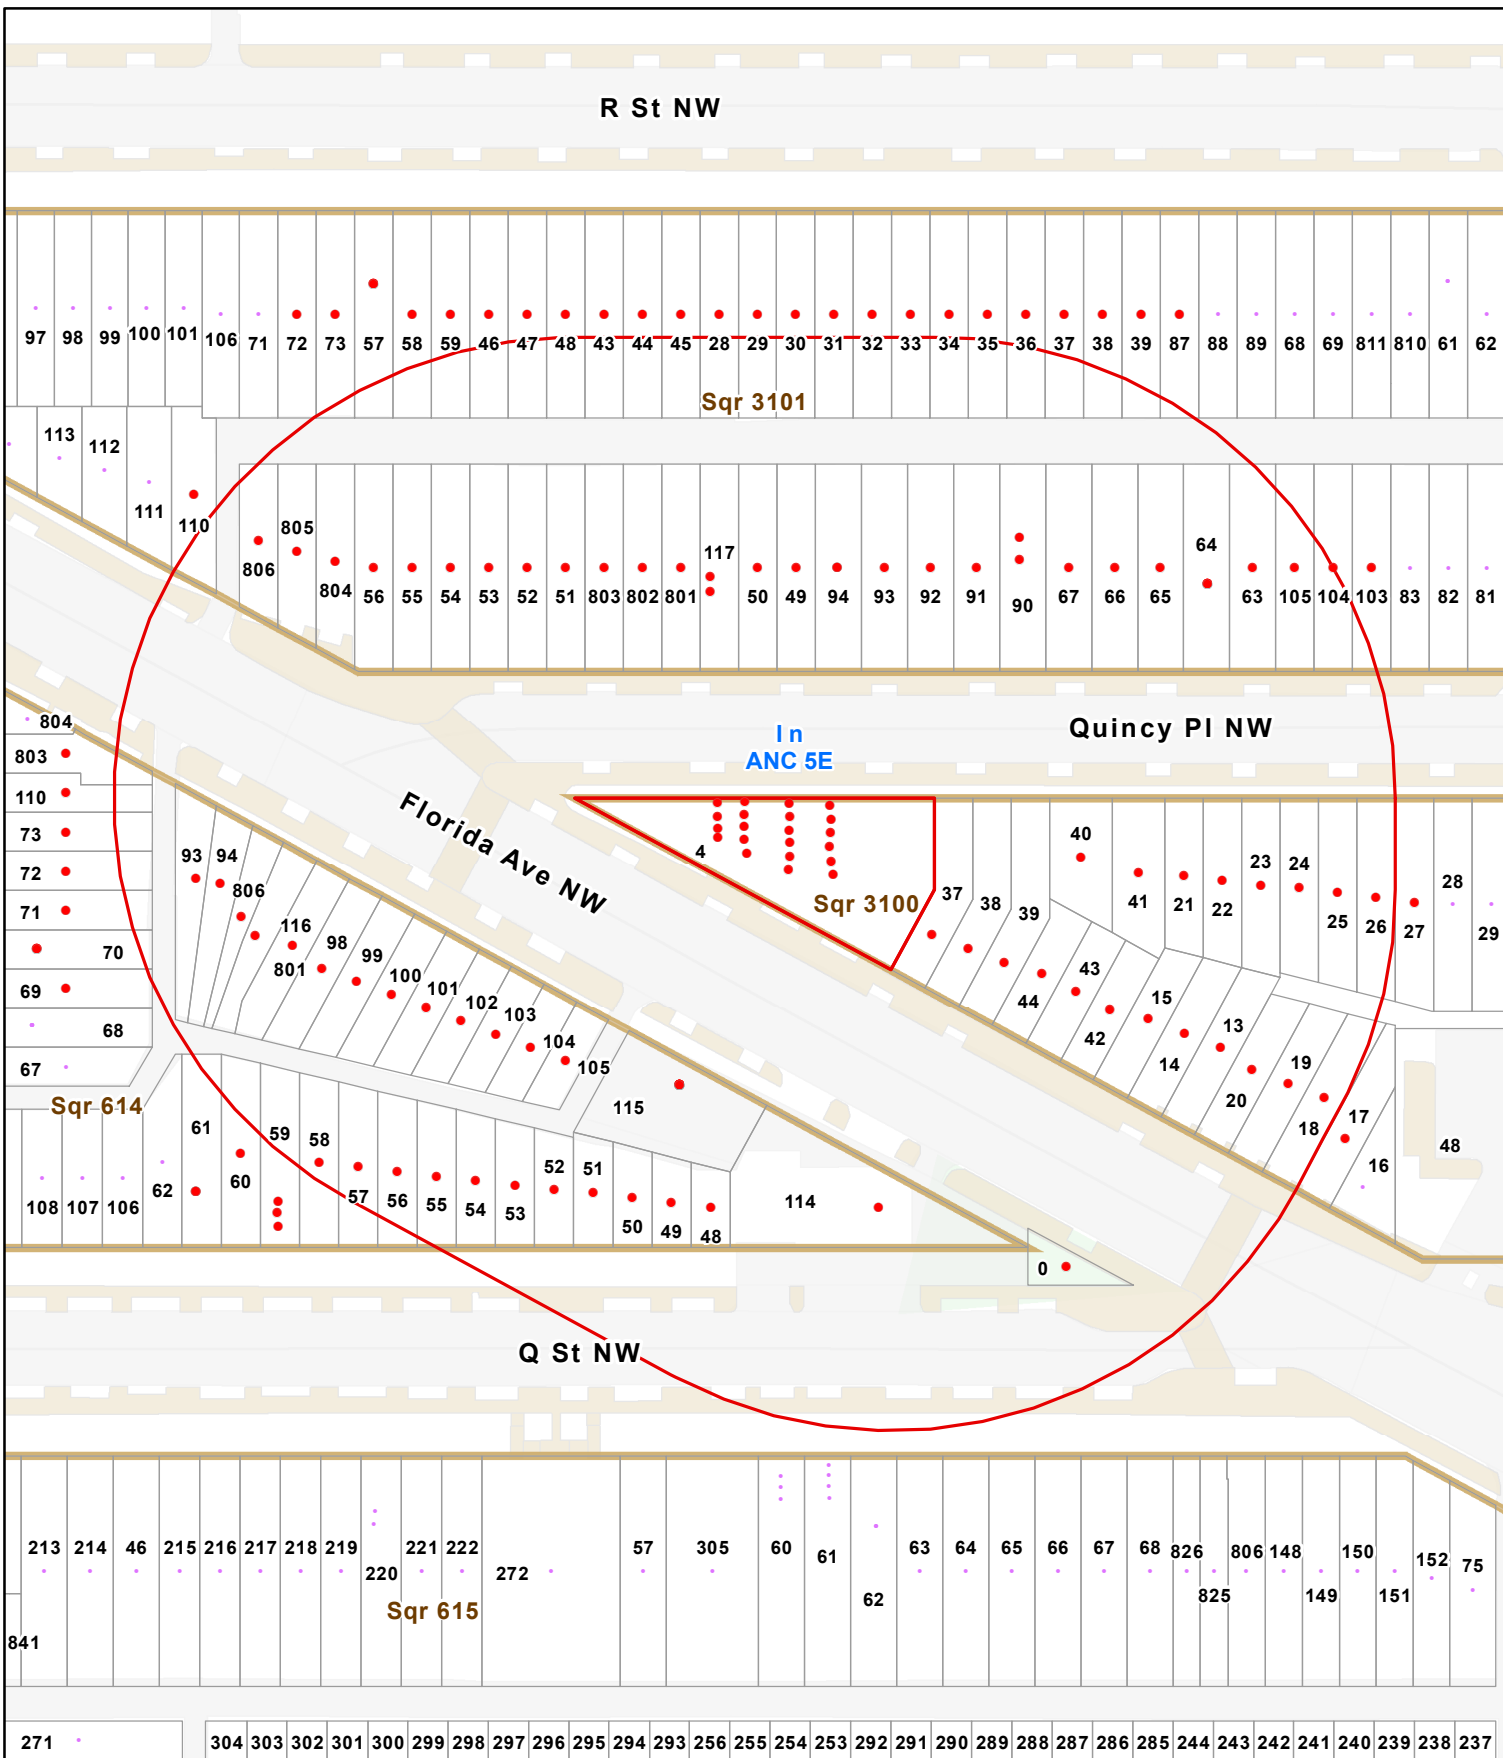 R St NW
97 98 99 100 101 106 71 72 73 57 58 59 46 47 48 43 44 45 28 29 30 31 32 33 34 35 36 37 38 39 87 88 89 68 69 811 810 61 62
Sqr 3101
113 112 111 110
806 805 804 56 55 54 53 52 51 803 802 801 117 50 49 94 93 92 91 90 67 66 65 64 63 105 104 103 83 82 81
804
803
110
73
72
71
70
69
68
67
Sqr 614
Quincy Pl NW
In
ANC 5E
Florida Ave NW
4
Sqr 3100
37 38 39 40 41 21 22 23 24 25 26 27 28 29
44 43 42 15 14 13 20 19 18 17 16 48
93 94 806 801 116 98 99 100 101 102 103 104 105
115
108 107 106 62 61 60 59 58 57 56 55 54 53 52 51 50 49 48
114
0
Q St NW
213 214 46 215 216 217 218 219 220 221 222 272 57 305 60 61 62 63 64 65 66 67 68 826 825 806 148 149 150 151 152 75
Sqr 615
841
271 304 303 302 301 300 299 298 297 296 295 294 293 256 255 254 253 292 291 290 289 288 287 286 285 244 243 242 241 240 239 238 237